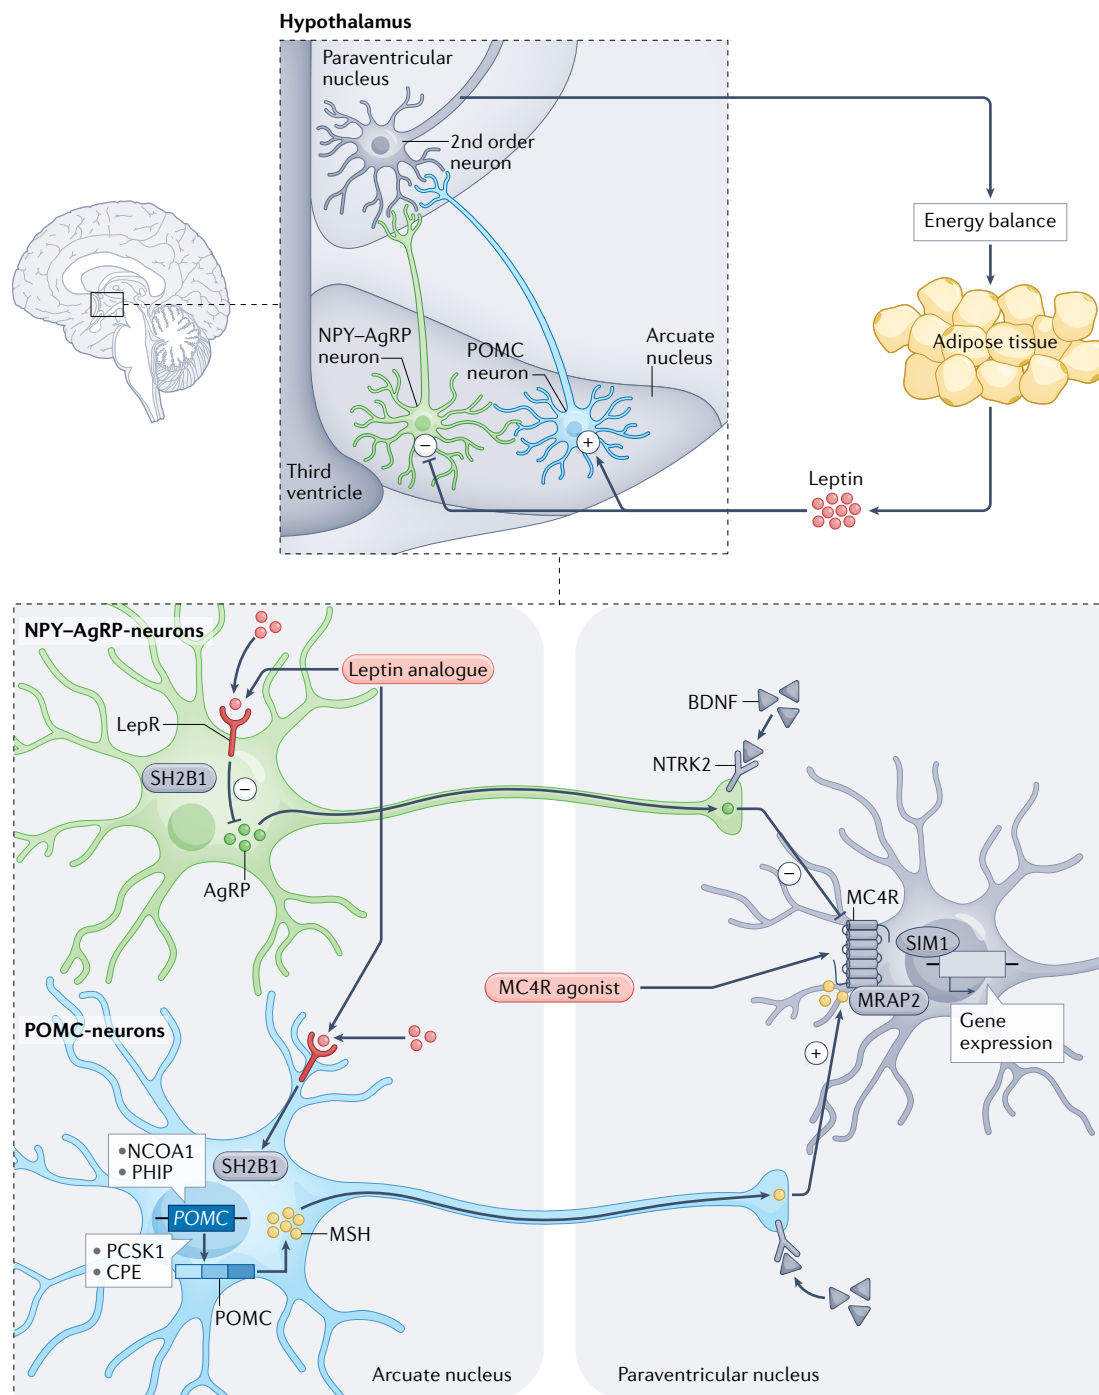 Hypothalamus
Paraventricular
nucleus
2nd order
neuron
Energy balance
Adipose tissue
NPY–AgRP
neuron
POMC
neuron
Arcuate
nucleus
Third
ventricle
Leptin
−
+
NPY–AgRP-neurons
Leptin analogue
LepR
SH2B1
−
AgRP
BDNF
NTRK2
−
MC4R
SIM1
MC4R agonist
MRAP2
Gene
expression
+
POMC-neurons
• NCOA1
• PHIP
SH2B1
POMC
MSH
• PCSK1
• CPE
POMC
Arcuate nucleus
Paraventricular nucleus